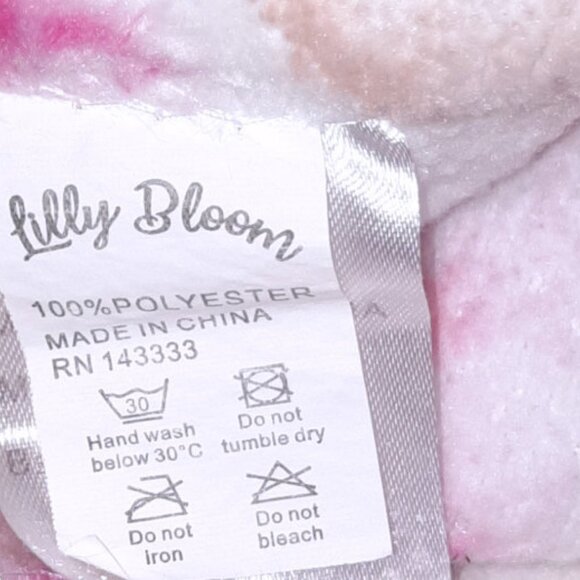 Lilly Bloom
100%POLYESTER
MADE IN CHINA
RN 143333
30
Hand wash
below 30°C
Do not
tumble dry
Do not
iron
Do not
bleach